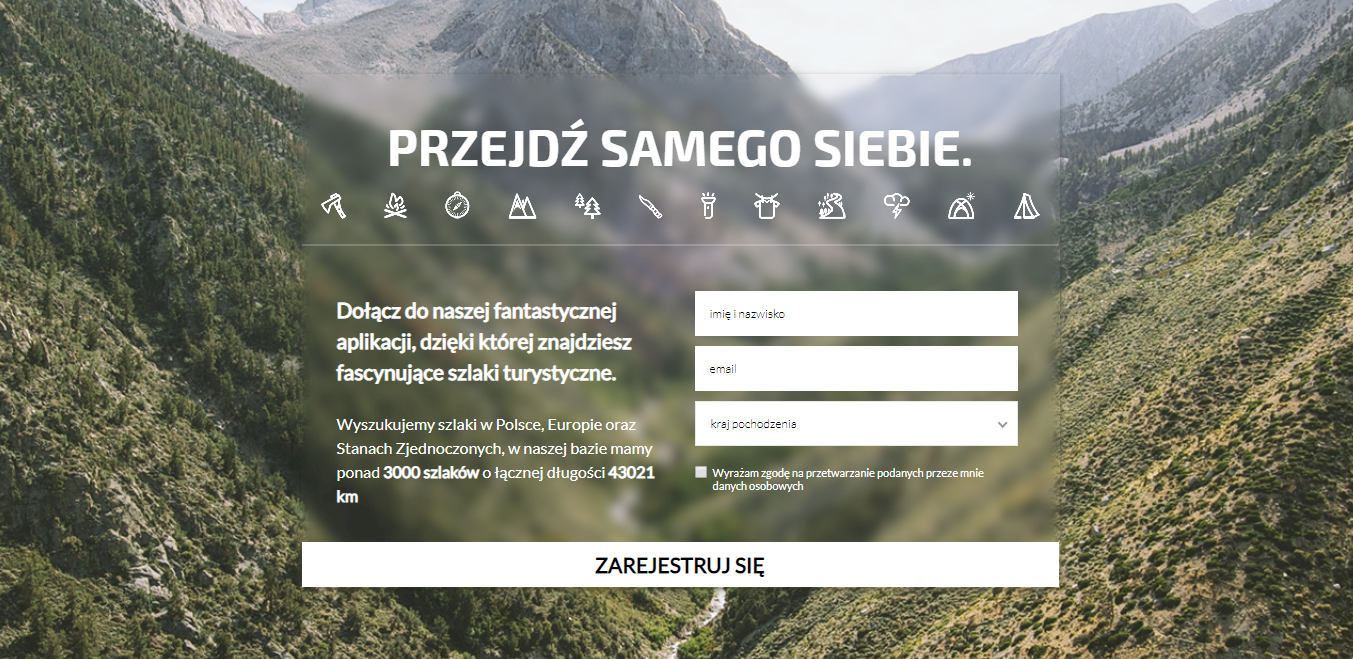 PRZEJDŹ SAMEGO SIEBIE.
Dołącz do naszej fantastycznej
aplikacji, dzięki której znajdziesz
fascynujące szlaki turystyczne.
Wyszukujemy szlaki w Polsce, Europie oraz
Stanach Zjednoczonych, w naszej bazie mamy
ponad 3000 szlaków o łącznej długości 43021
km
imię i nazwisko
email
kraj pochodzenia
Wyrażam zgodę na przetwarzanie podanych przeze mnie
danych osobowych
ZAREJESTRUJ SIĘ